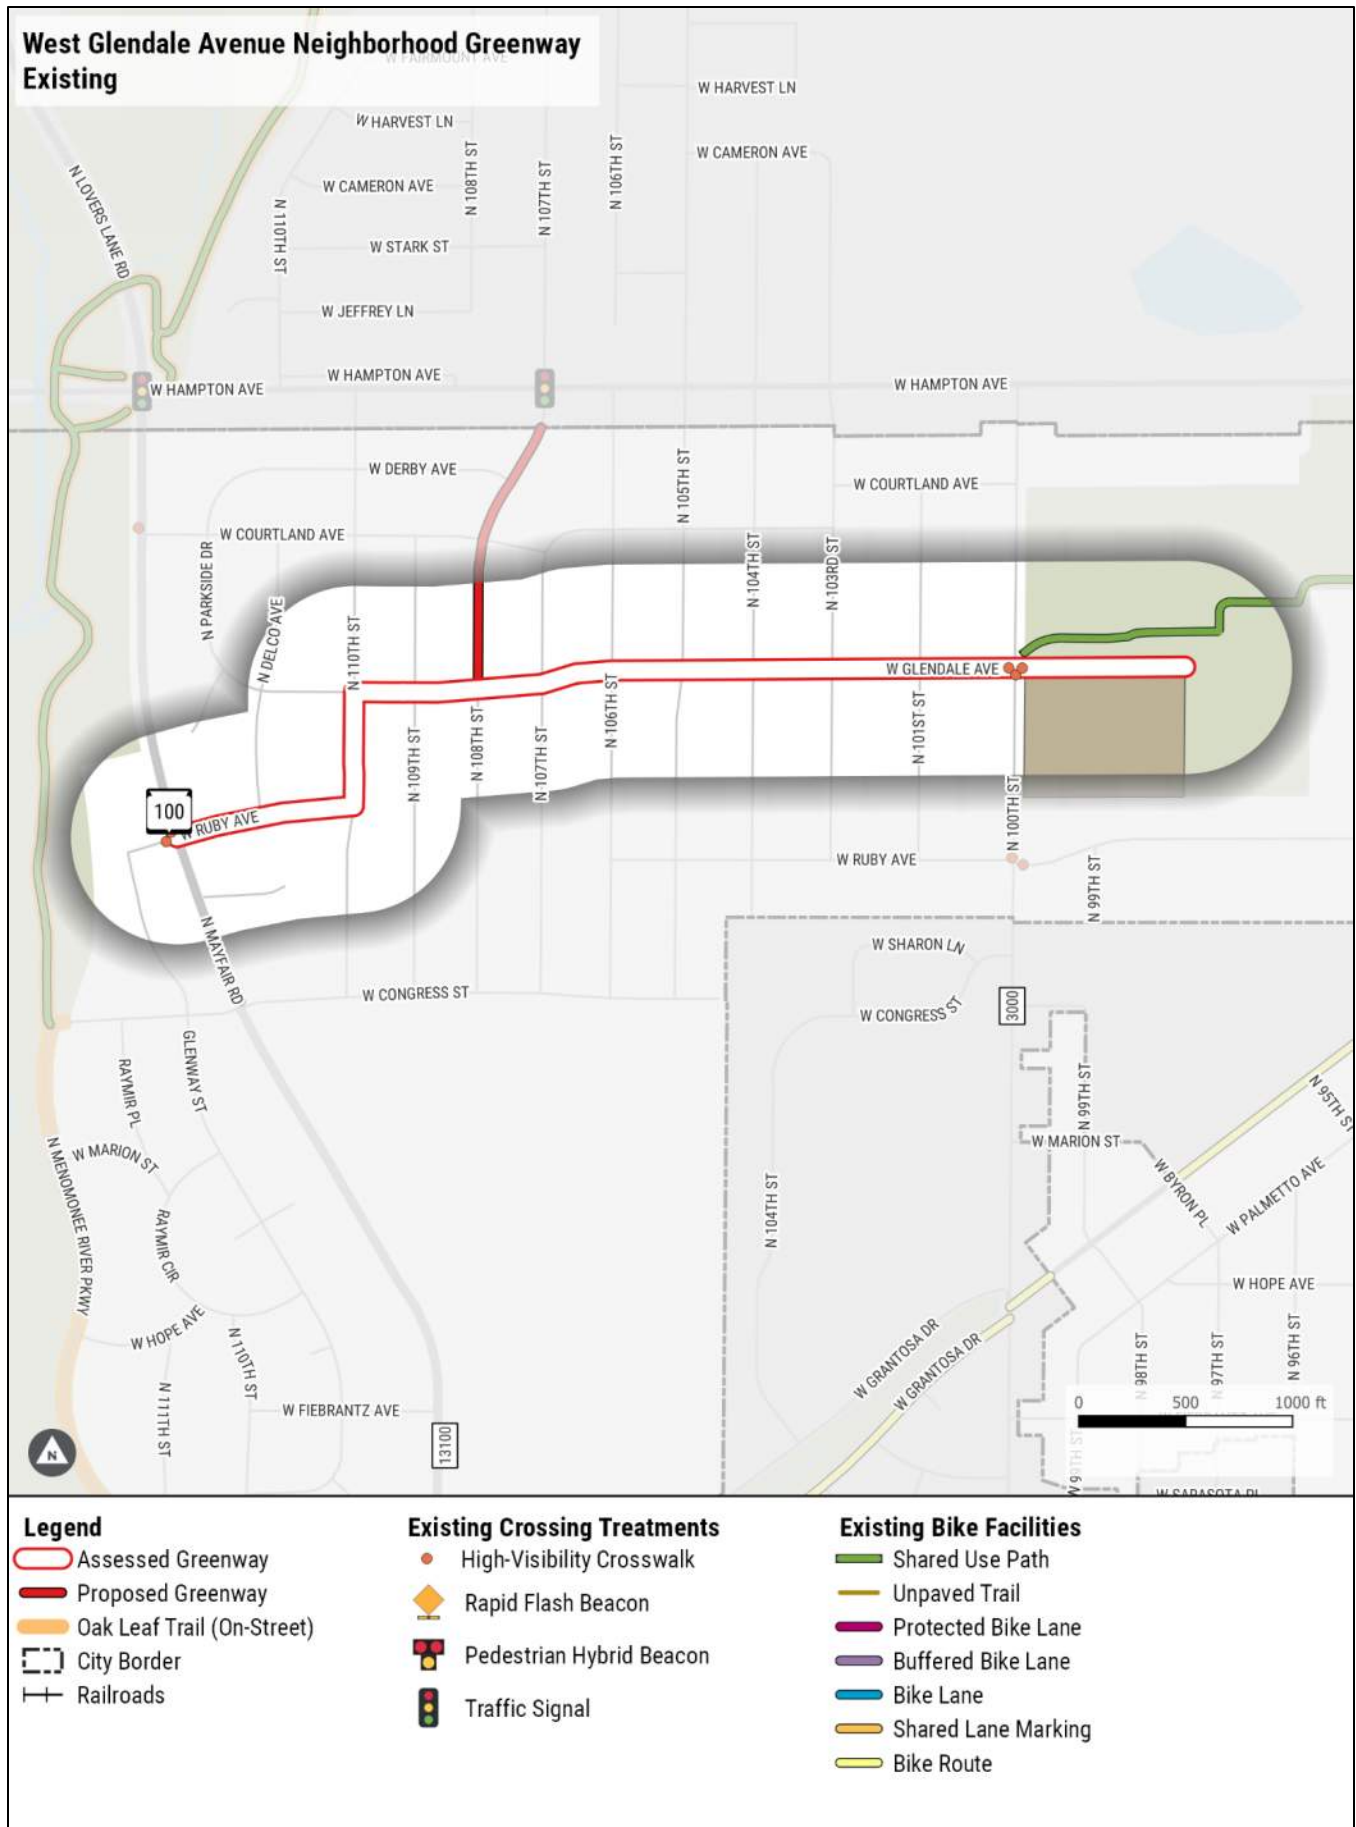 West Glendale Avenue Neighborhood Greenway
Existing
W FAIRMOUNT AVE
W HARVEST LN
W HARVEST LN
W CAMERON AVE
W CAMERON AVE
N 108TH ST
N 107TH ST
N 106TH ST
N LOVERS LANE RD
N 110TH ST
W STARK ST
W JEFFREY LN
W HAMPTON AVE
W HAMPTON AVE
W HAMPTON AVE
W DERBY AVE
N 105TH ST
W COURTLAND AVE
W COURTLAND AVE
N PARKSIDE DR
N DELCO AVE
N 110TH ST
N 104TH ST
N 103RD ST
W GLENDALE AVE
N 109TH ST
N 108TH ST
N 107TH ST
N 106TH ST
N 101ST ST
N 100TH ST
100
W RUBY AVE
W RUBY AVE
N 99TH ST
N MAYFAIR RD
W SHARON LN
W CONGRESS ST
W CONGRESS ST
3000
RAYMIR PL
GLENWAY ST
N 99TH ST
N 95TH ST
W MARION ST
W MARION ST
N MENOMONEE RIVER PKWY
RAYMIR CIR
N 104TH ST
W BYRON PL
W PALMETTO AVE
W HOPE AVE
W HOPE AVE
N 110TH ST
N 111TH ST
W FIEBRANTZ AVE
13100
W GRANTOSA DR
W GRANTOSA DR
N 98TH ST
N 97TH ST
N 96TH ST
0 500 1000 ft
N
N 99TH ST
W SARASOTA PL
Legend
Assessed Greenway
Proposed Greenway
Oak Leaf Trail (On-Street)
City Border
Railroads
Existing Crossing Treatments
High-Visibility Crosswalk
Rapid Flash Beacon
Pedestrian Hybrid Beacon
Traffic Signal
Existing Bike Facilities
Shared Use Path
Unpaved Trail
Protected Bike Lane
Buffered Bike Lane
Bike Lane
Shared Lane Marking
Bike Route